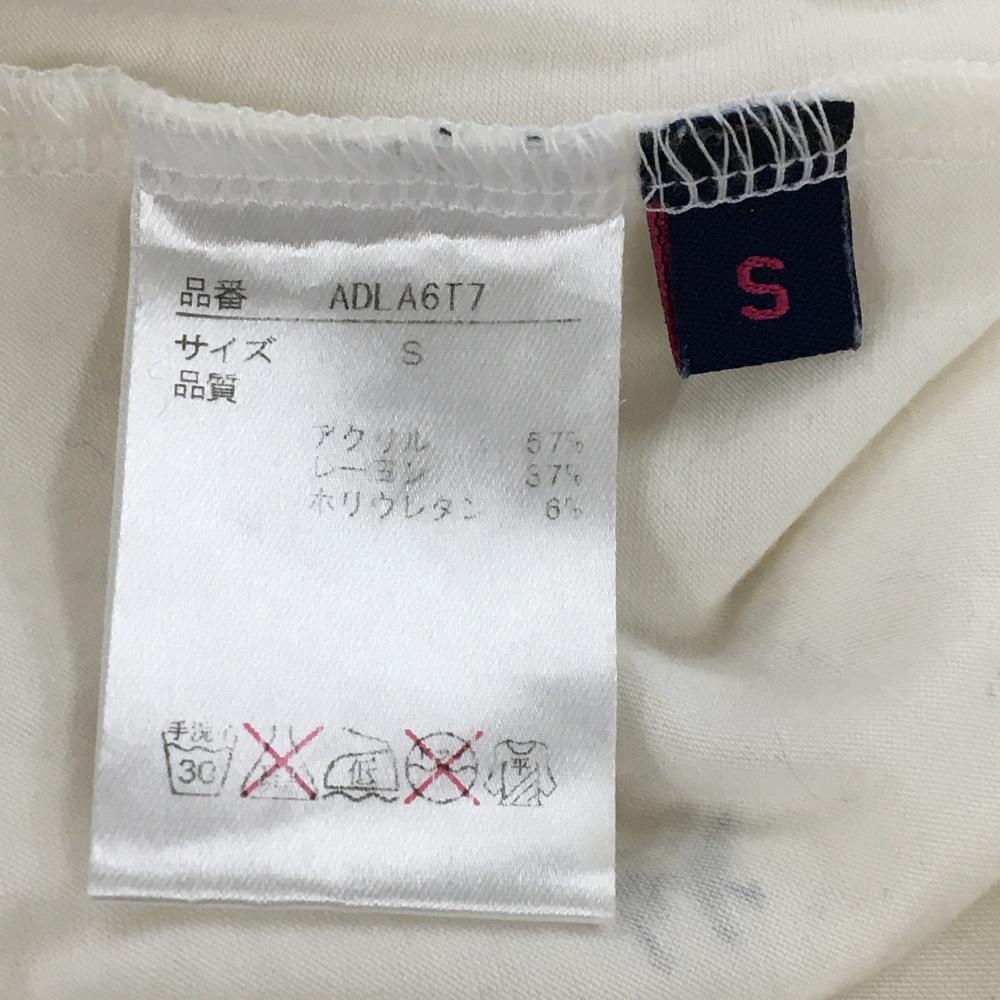 品番 ADLA6T7
サイズ S
品質
アクリル 57%
レーヨン 37%
ポリウレタン 6%
手洗イ
30
低
平
S